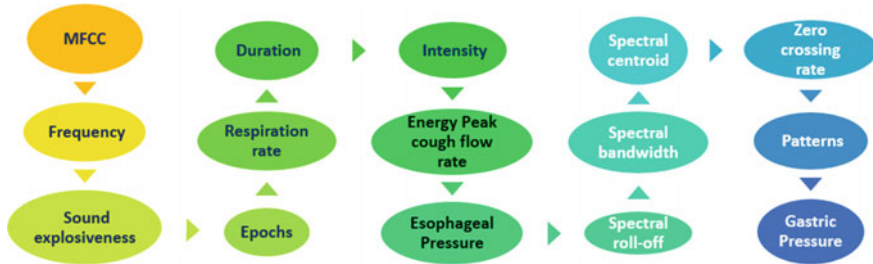 MFCC
Frequency
Sound
explosiveness
Epochs
Respiration
rate
Duration
Intensity
Energy Peak
cough flow
rate
Esophageal
Pressure
Spectral
roll-off
Spectral
bandwidth
Spectral
centroid
Zero
crossing
rate
Patterns
Gastric
Pressure